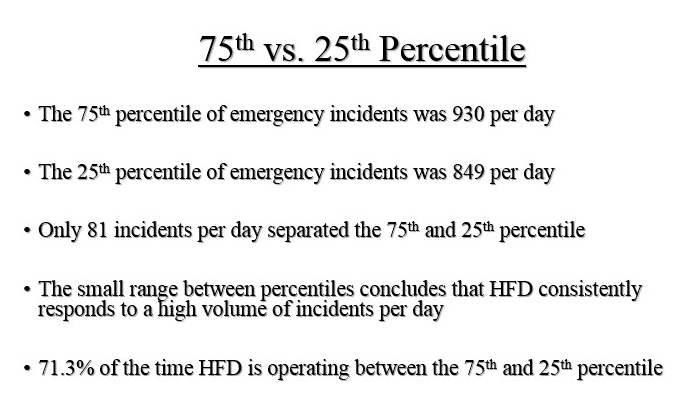 75th vs. 25th Percentile
• The 75th percentile of emergency incidents was 930 per day
• The 25th percentile of emergency incidents was 849 per day
• Only 81 incidents per day separated the 75th and 25th percentile
• The small range between percentiles concludes that HFD consistently
responds to a high volume of incidents per day
• 71.3% of the time HFD is operating between the 75th and 25th percentile